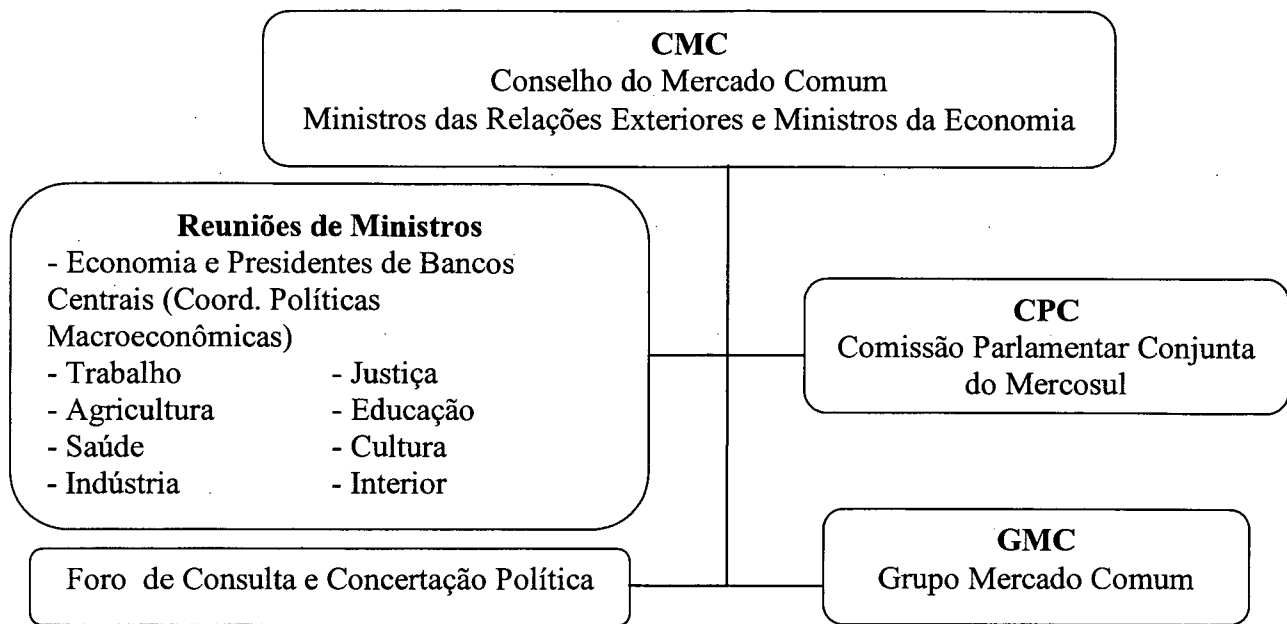 CMC
Conselho do Mercado Comum
Ministros das Relações Exteriores e Ministros da Economia
Reuniões de Ministros
- Economia e Presidentes de Bancos
Centrais (Coord. Políticas
Macroeconômicas)
- Trabalho - Justiça
- Agricultura - Educação
- Saúde - Cultura
- Indústria - Interior
CPC
Comissão Parlamentar Conjunta
do Mercosul
Foro de Consulta e Concertação Política
GMC
Grupo Mercado Comum